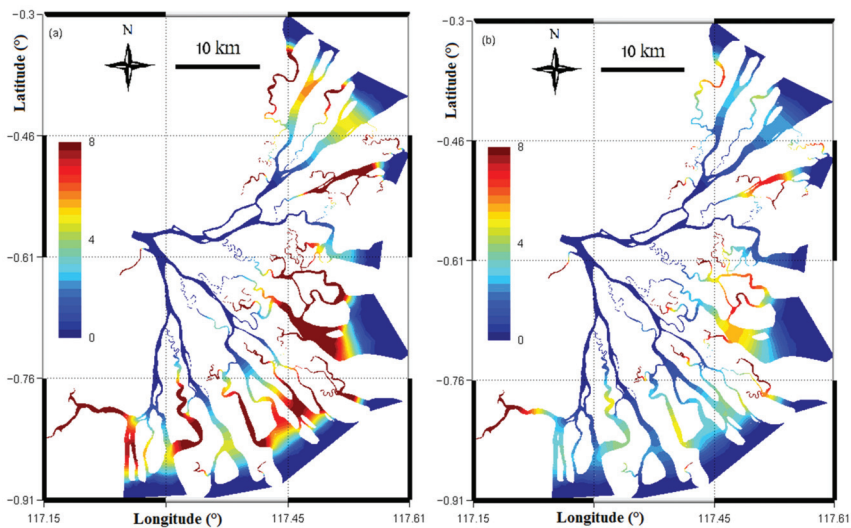 -0.3
(a)
N
10 km
Latitude (°)
-0.46
8
4
0
-0.61
-0.76
-0.91
117.15
Longitude (°)
117.45
117.61
-0.3
(b)
N
10 km
Latitude (°)
-0.46
8
4
0
-0.61
-0.76
-0.91
117.15
Longitude (°)
117.45
117.61